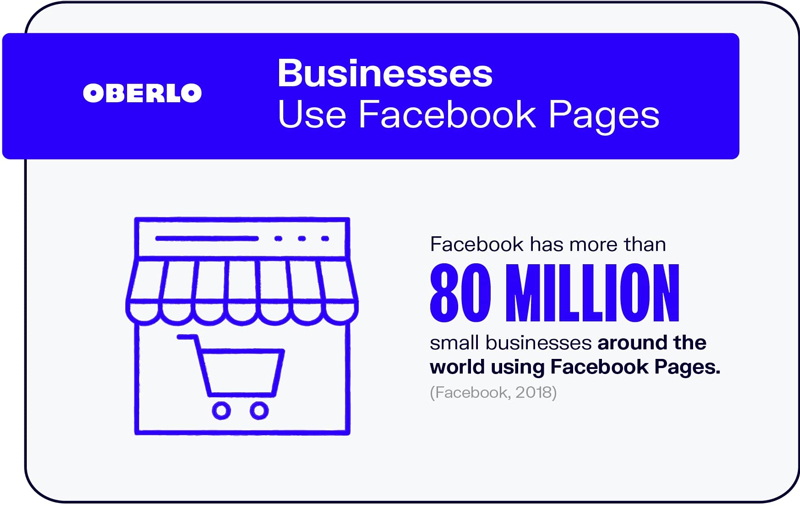 OBERLO
Businesses
Use Facebook Pages
Facebook has more than
80 MILLION
small businesses around the
world using Facebook Pages.
(Facebook, 2018)